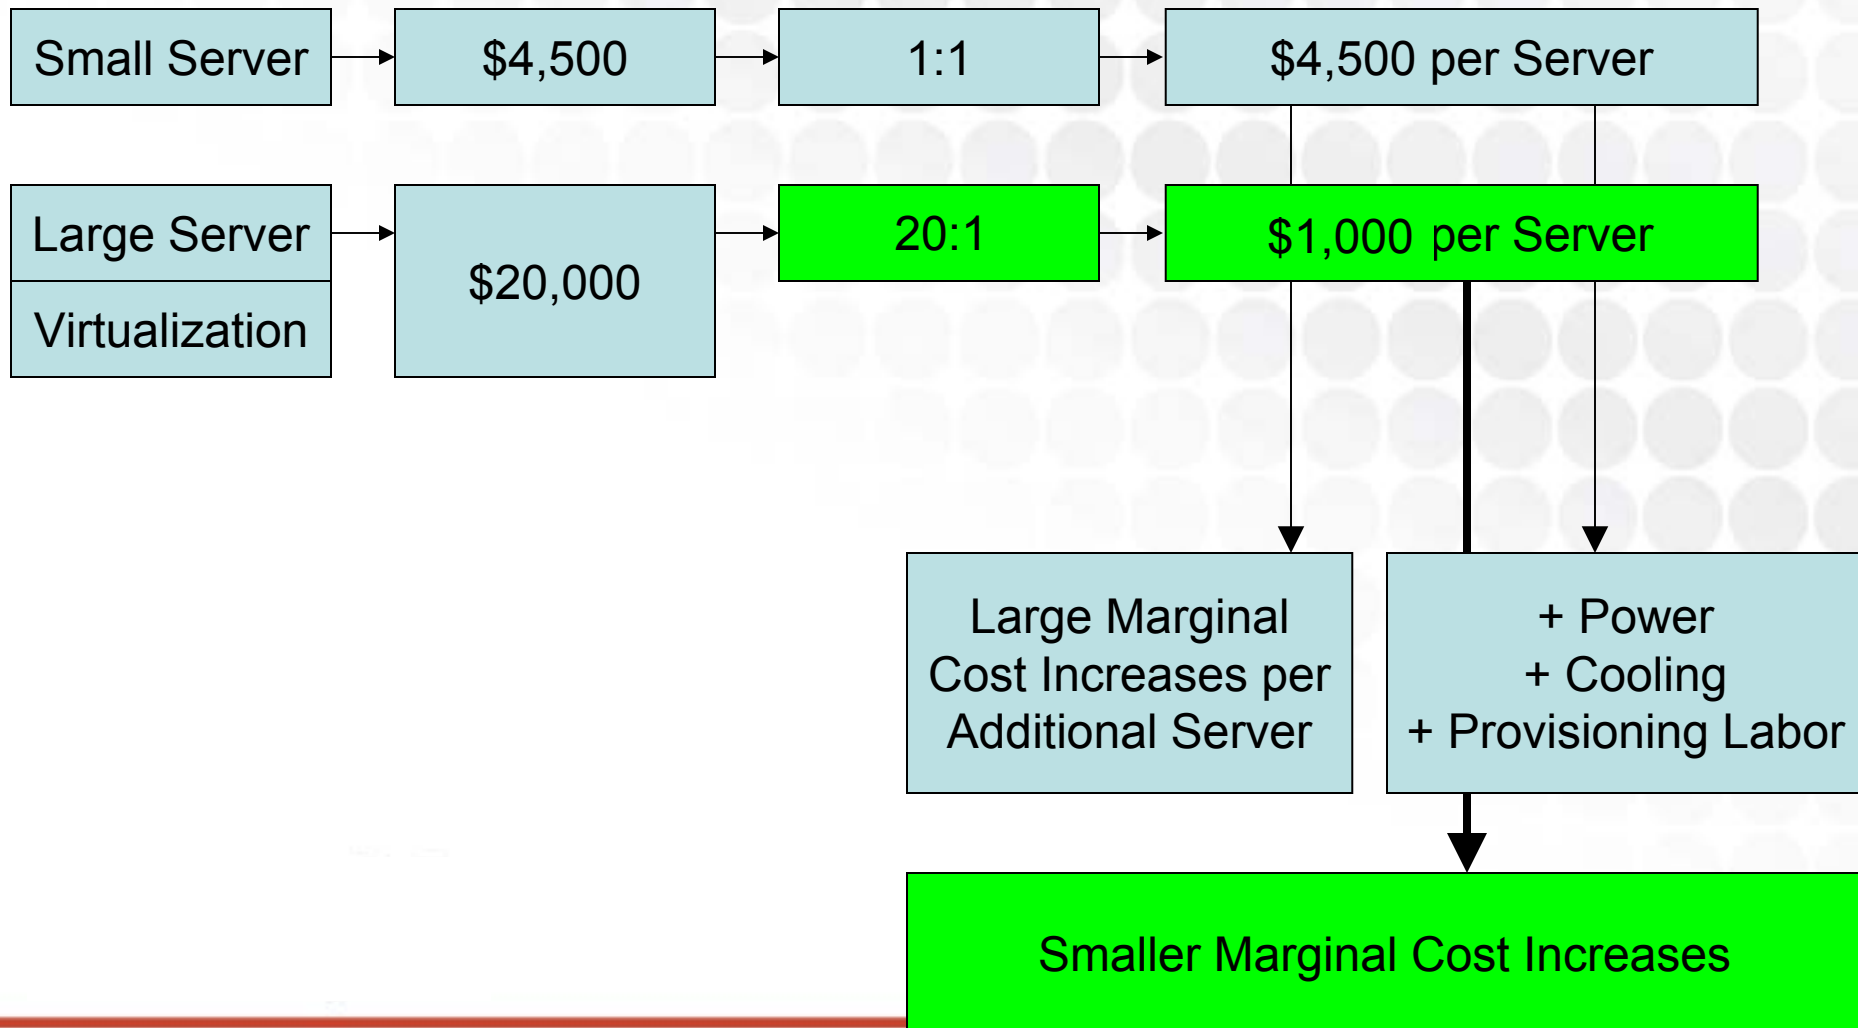 Small Server
$4,500
1:1
$4,500 per Server
Large Server
Virtualization
$20,000
20:1
$1,000 per Server
Large Marginal
Cost Increases per
Additional Server
+ Power
+ Cooling
+ Provisioning Labor
Smaller Marginal Cost Increases